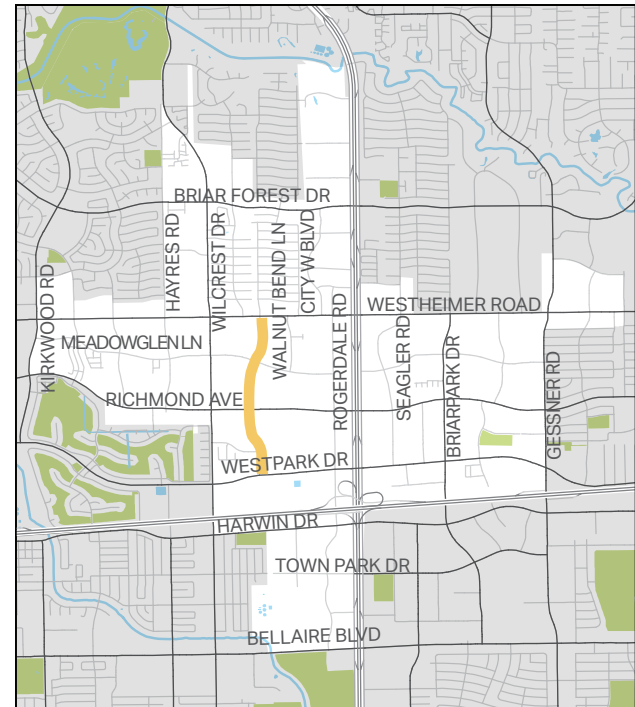 BRIAR FOREST DR
HAYRES RD
WILCREST DR
WALNUT BEND LN
CITY W BLVD
KIRKWOOD RD
WESTHEIMER ROAD
MEADOWGLEN LN
ROGERDALE RD
SEAGLER RD
BRIARPARK DR
GESSNER RD
RICHMOND AVE
WESTPARK DR
HARWIN DR
TOWN PARK DR
BELLAIRE BLVD